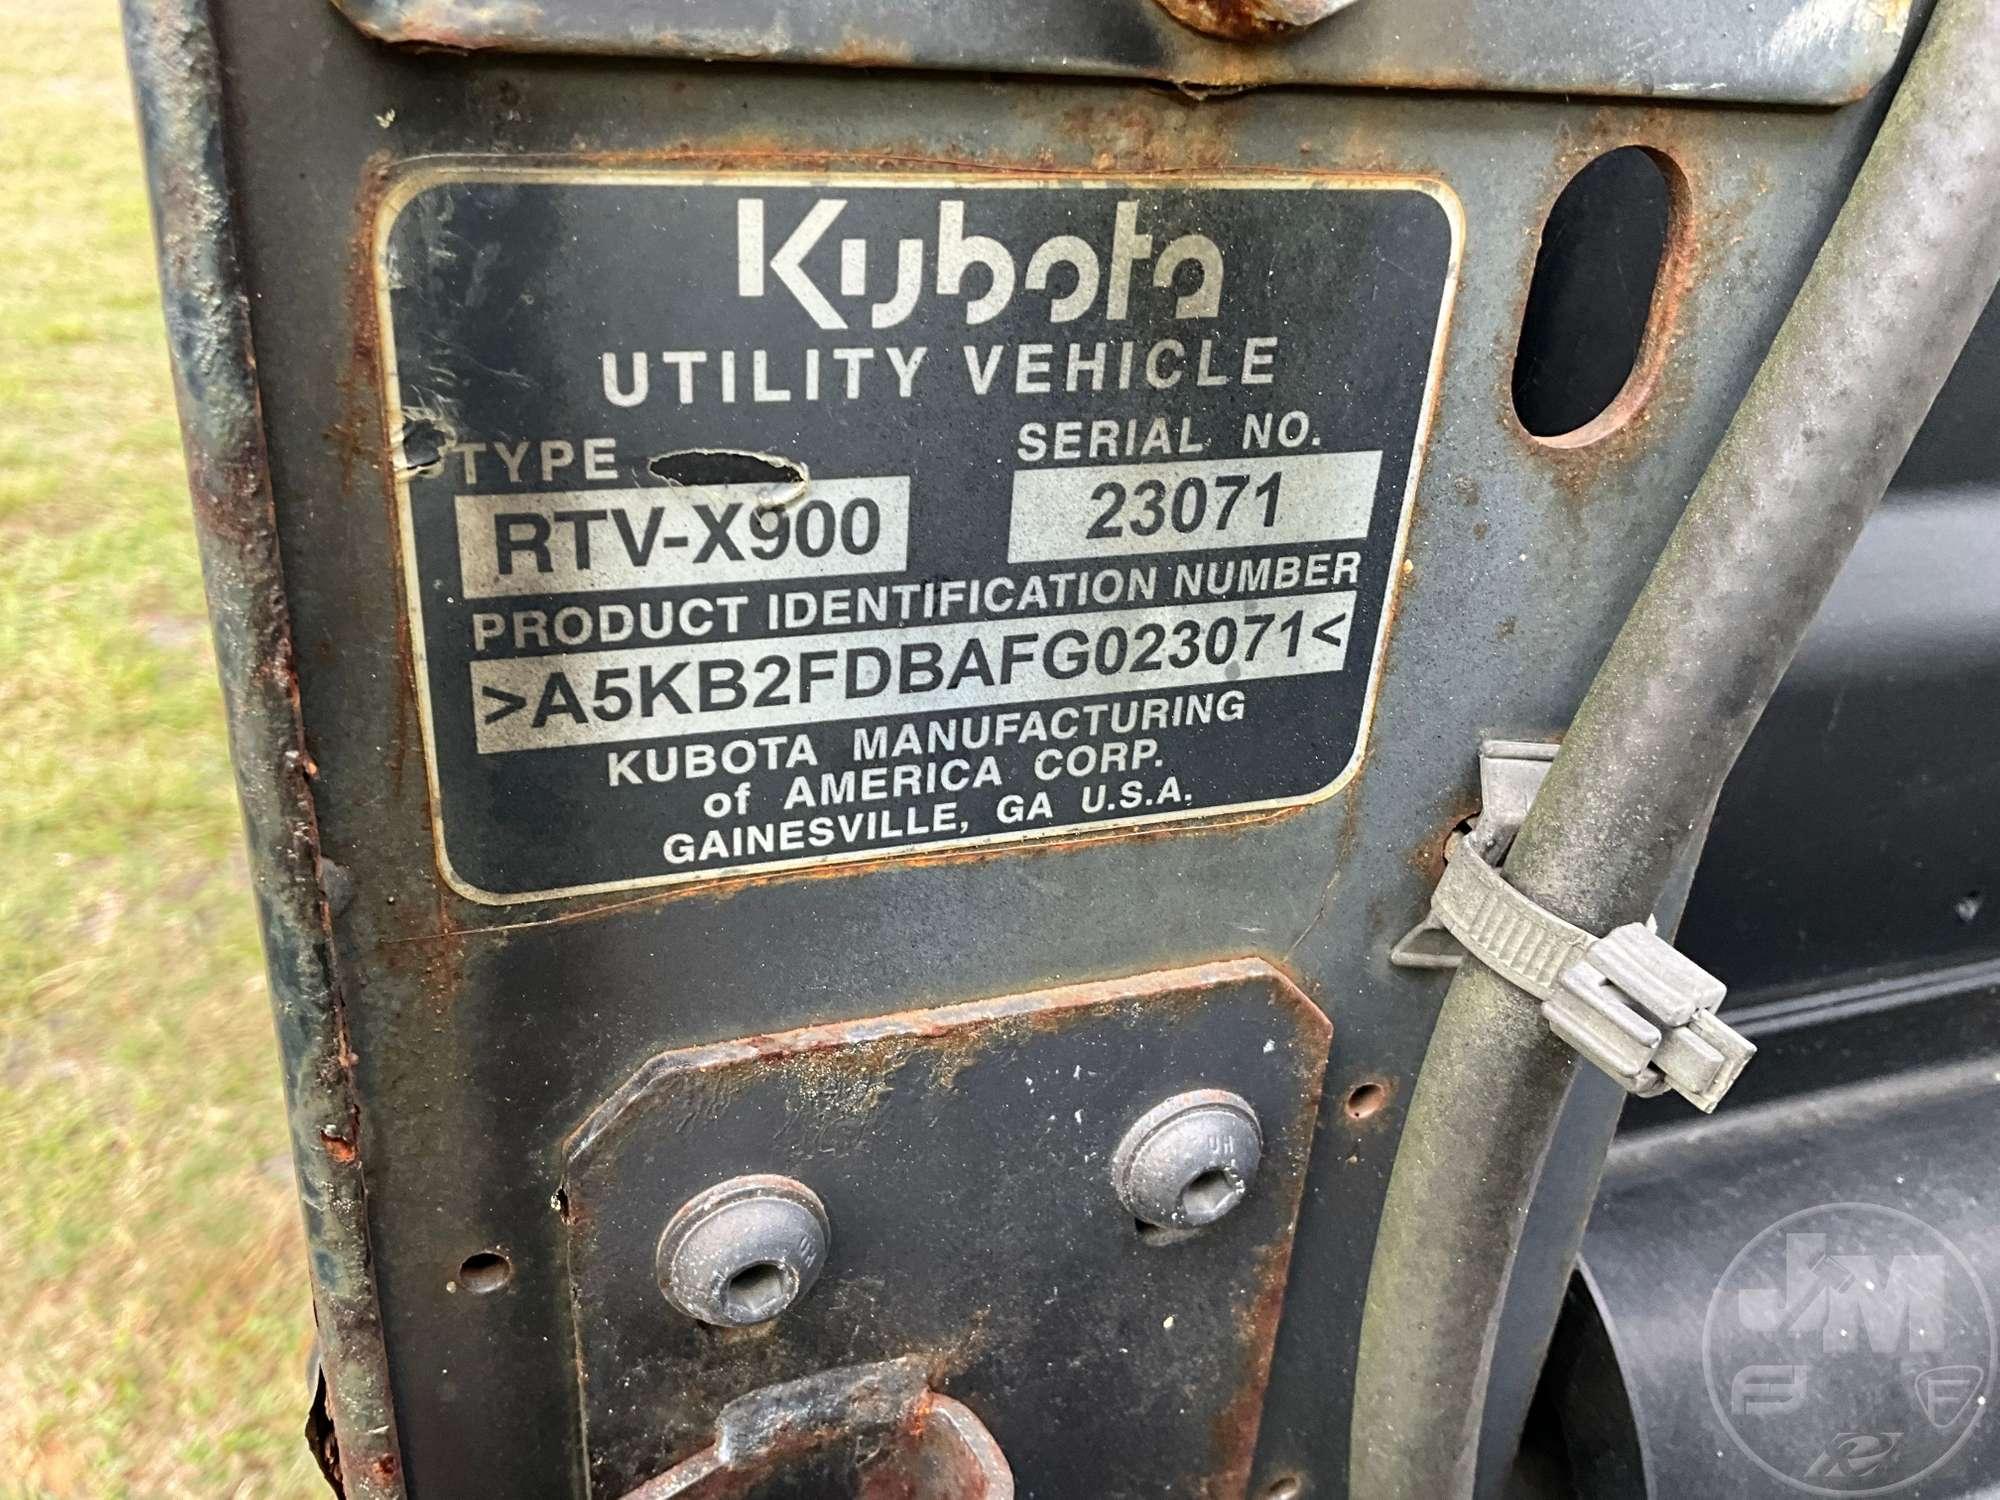 Kubota
UTILITY VEHICLE
TYPE
SERIAL NO.
RTV-X900
23071
PRODUCT IDENTIFICATION NUMBER
>A5KB2FDBAFG023071<
KUBOTA MANUFACTURING
of AMERICA CORP.
GAINESVILLE, GA U.S.A.
JM